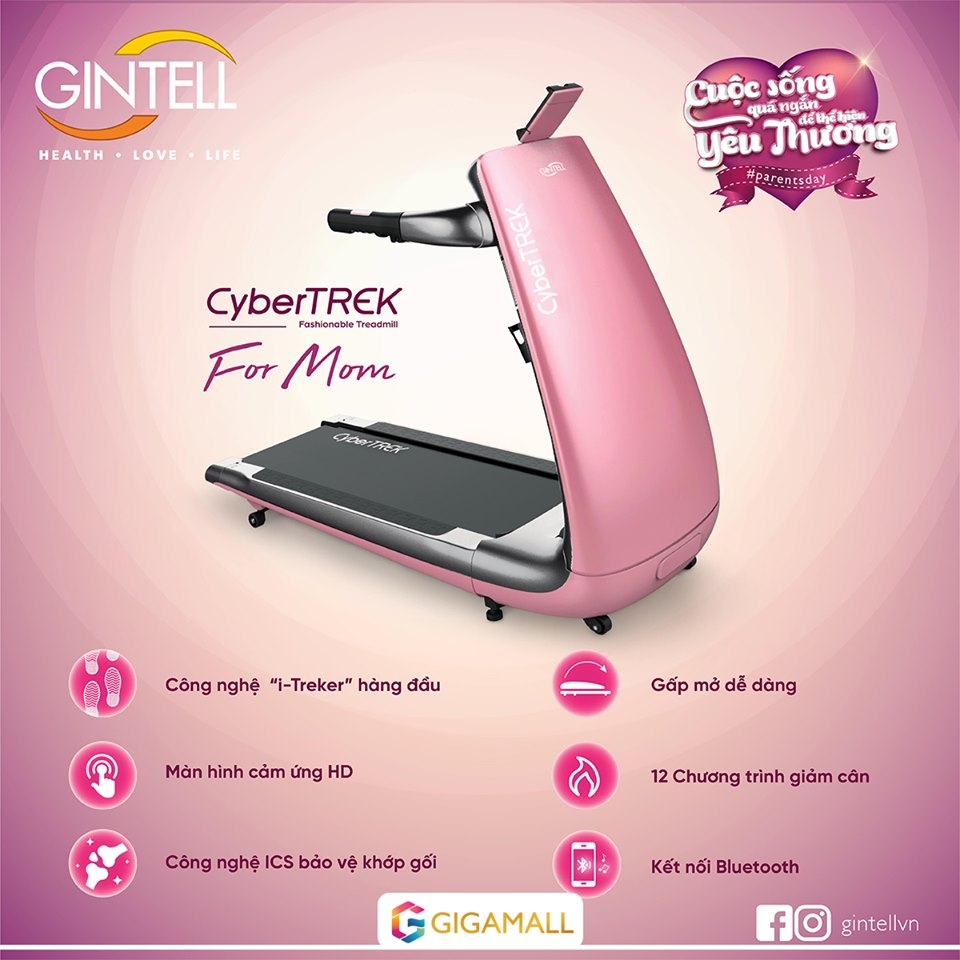 GINTELL
HEALTH • LOVE • LIFE
Cuộc sống
quá ngắn
để thể hiện
Yêu Thương
#parentsday
GINTELL
CyberTREK
CyberTREK
Fashionable Treadmill
For Mom
CyberTREK
Công nghệ “i-Treker” hàng đầu
Gấp mở dễ dàng
Màn hình cảm ứng HD
12 Chương trình giảm cân
Công nghệ ICS bảo vệ khớp gối
Kết nối Bluetooth
GIGAMALL
gintellvn